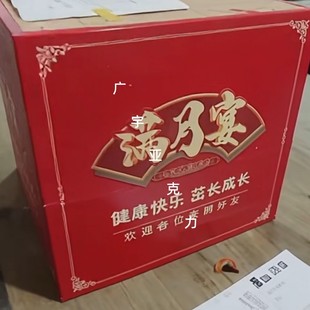 广宇亚克力
满月宴
健康快乐 茁长成长
欢迎各位亲朋好友